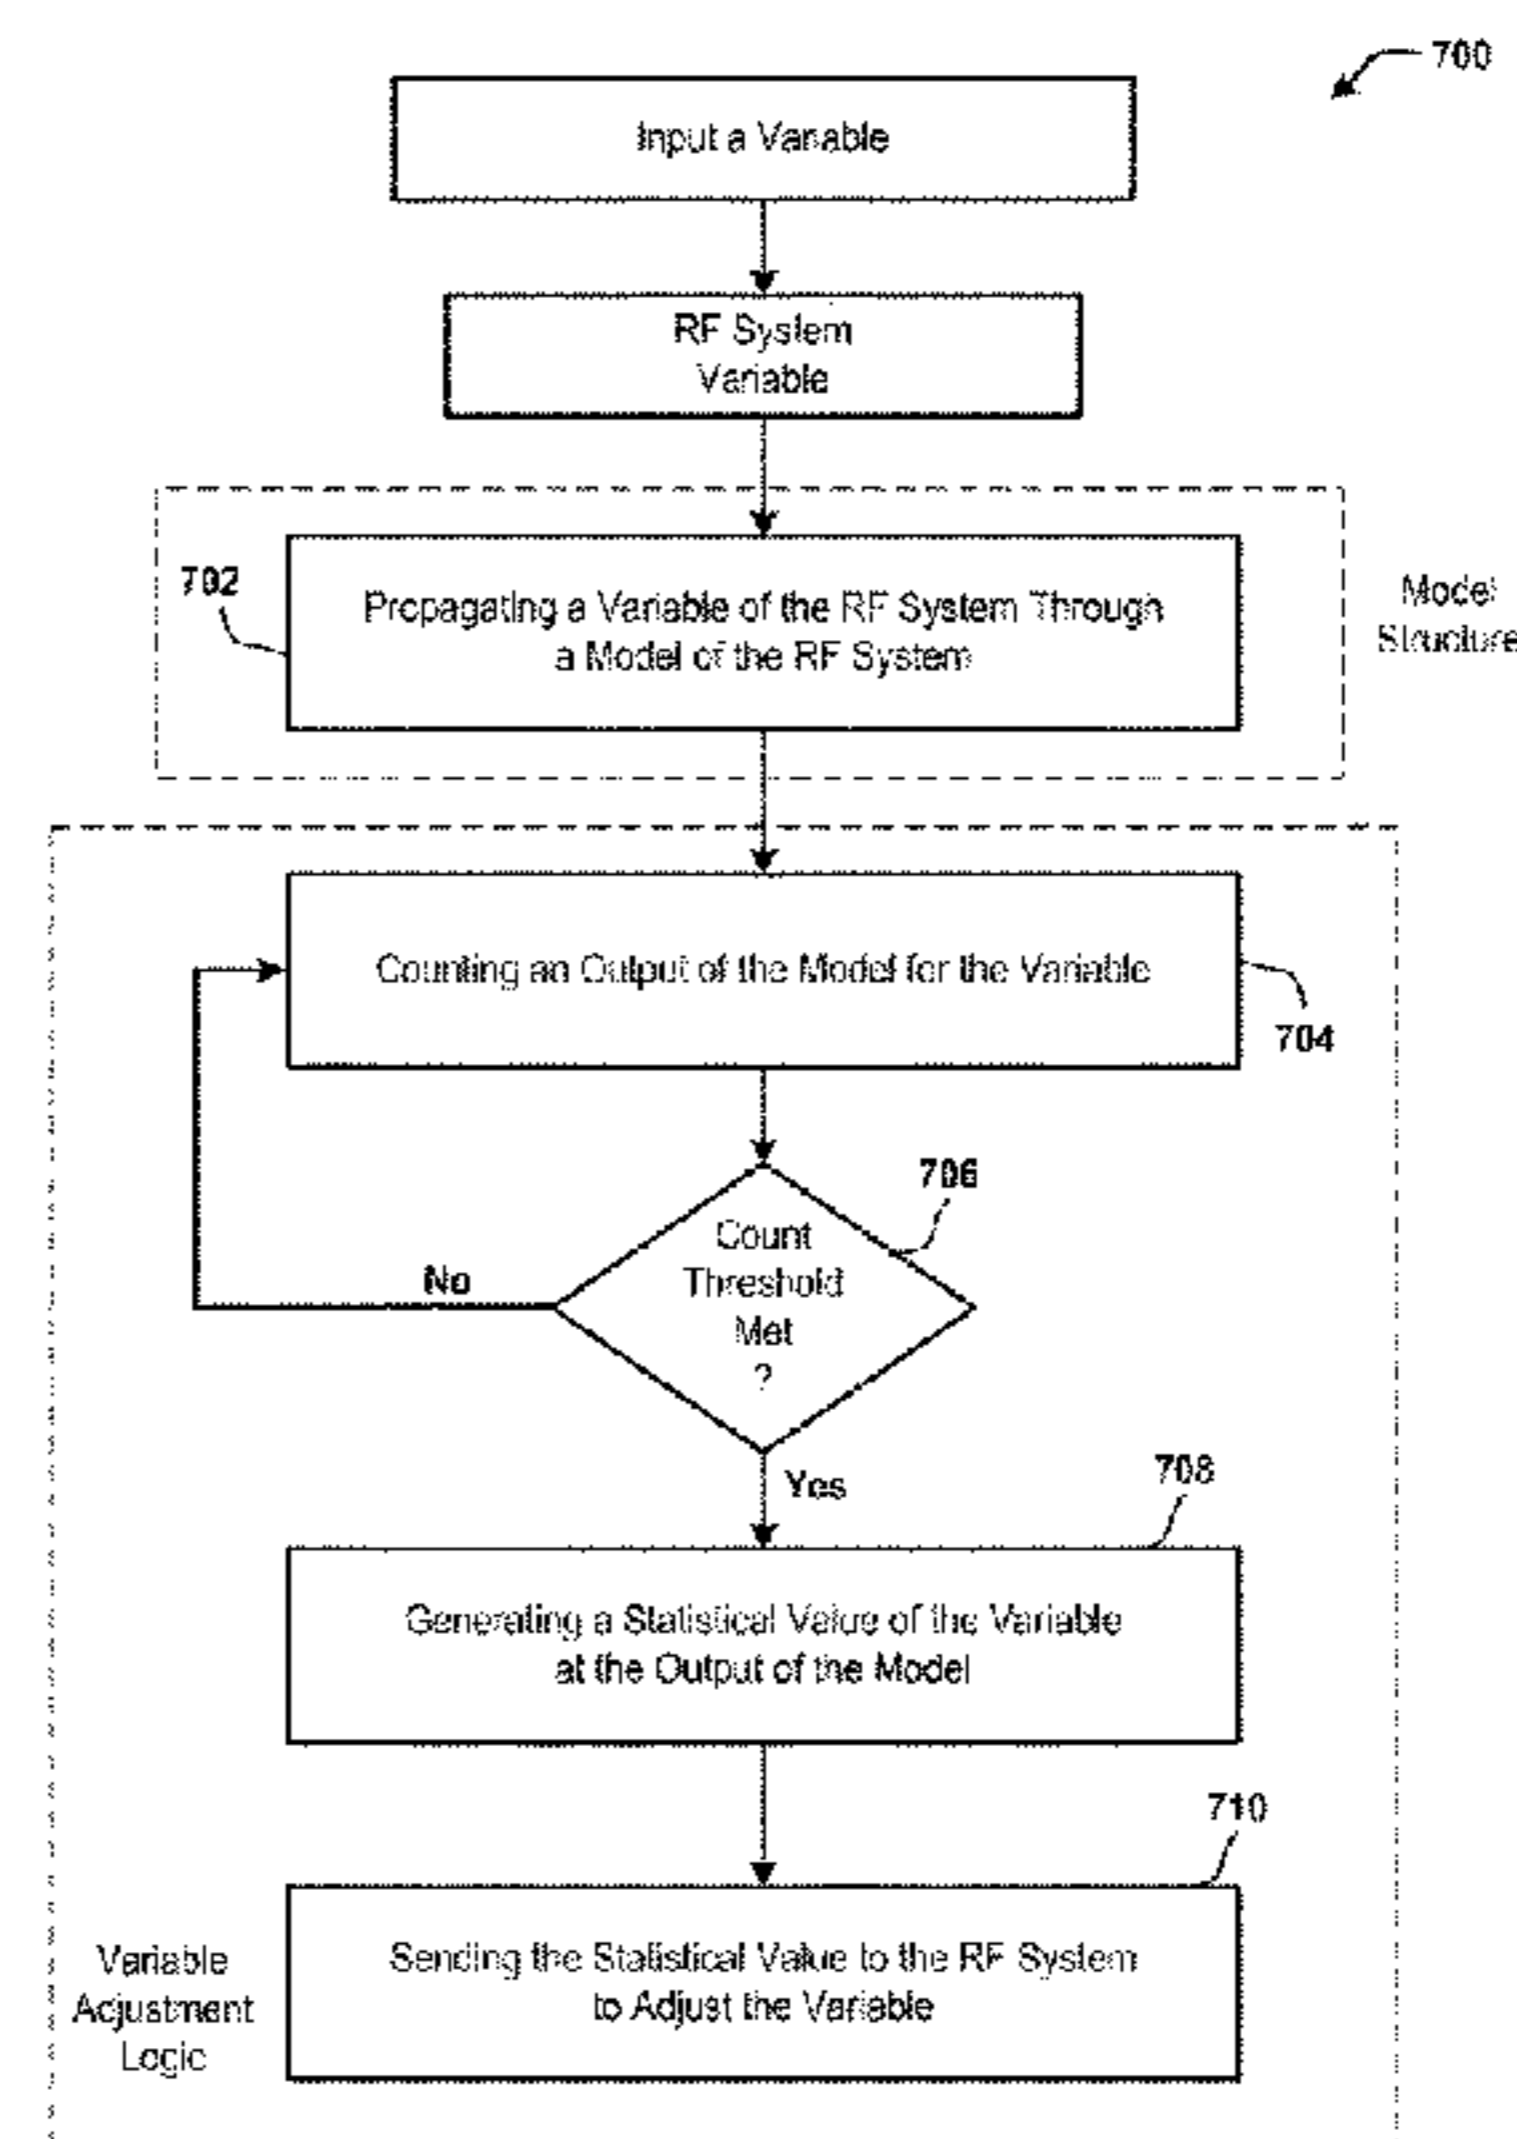 700
Input a Variable
RF System
Variable
702
Propagating a Variable of the RF System Through
a Model of the RF System
Model
Structure
Counting an Output of the Model for the Variable
704
706
Count
Threshold
Met
?
No
Yes
708
Generating a Statistical Value of the Variable
at the Output of the Model
710
Sending the Statistical Value to the RF System
to Adjust the Variable
Variable
Adjustment
Logic